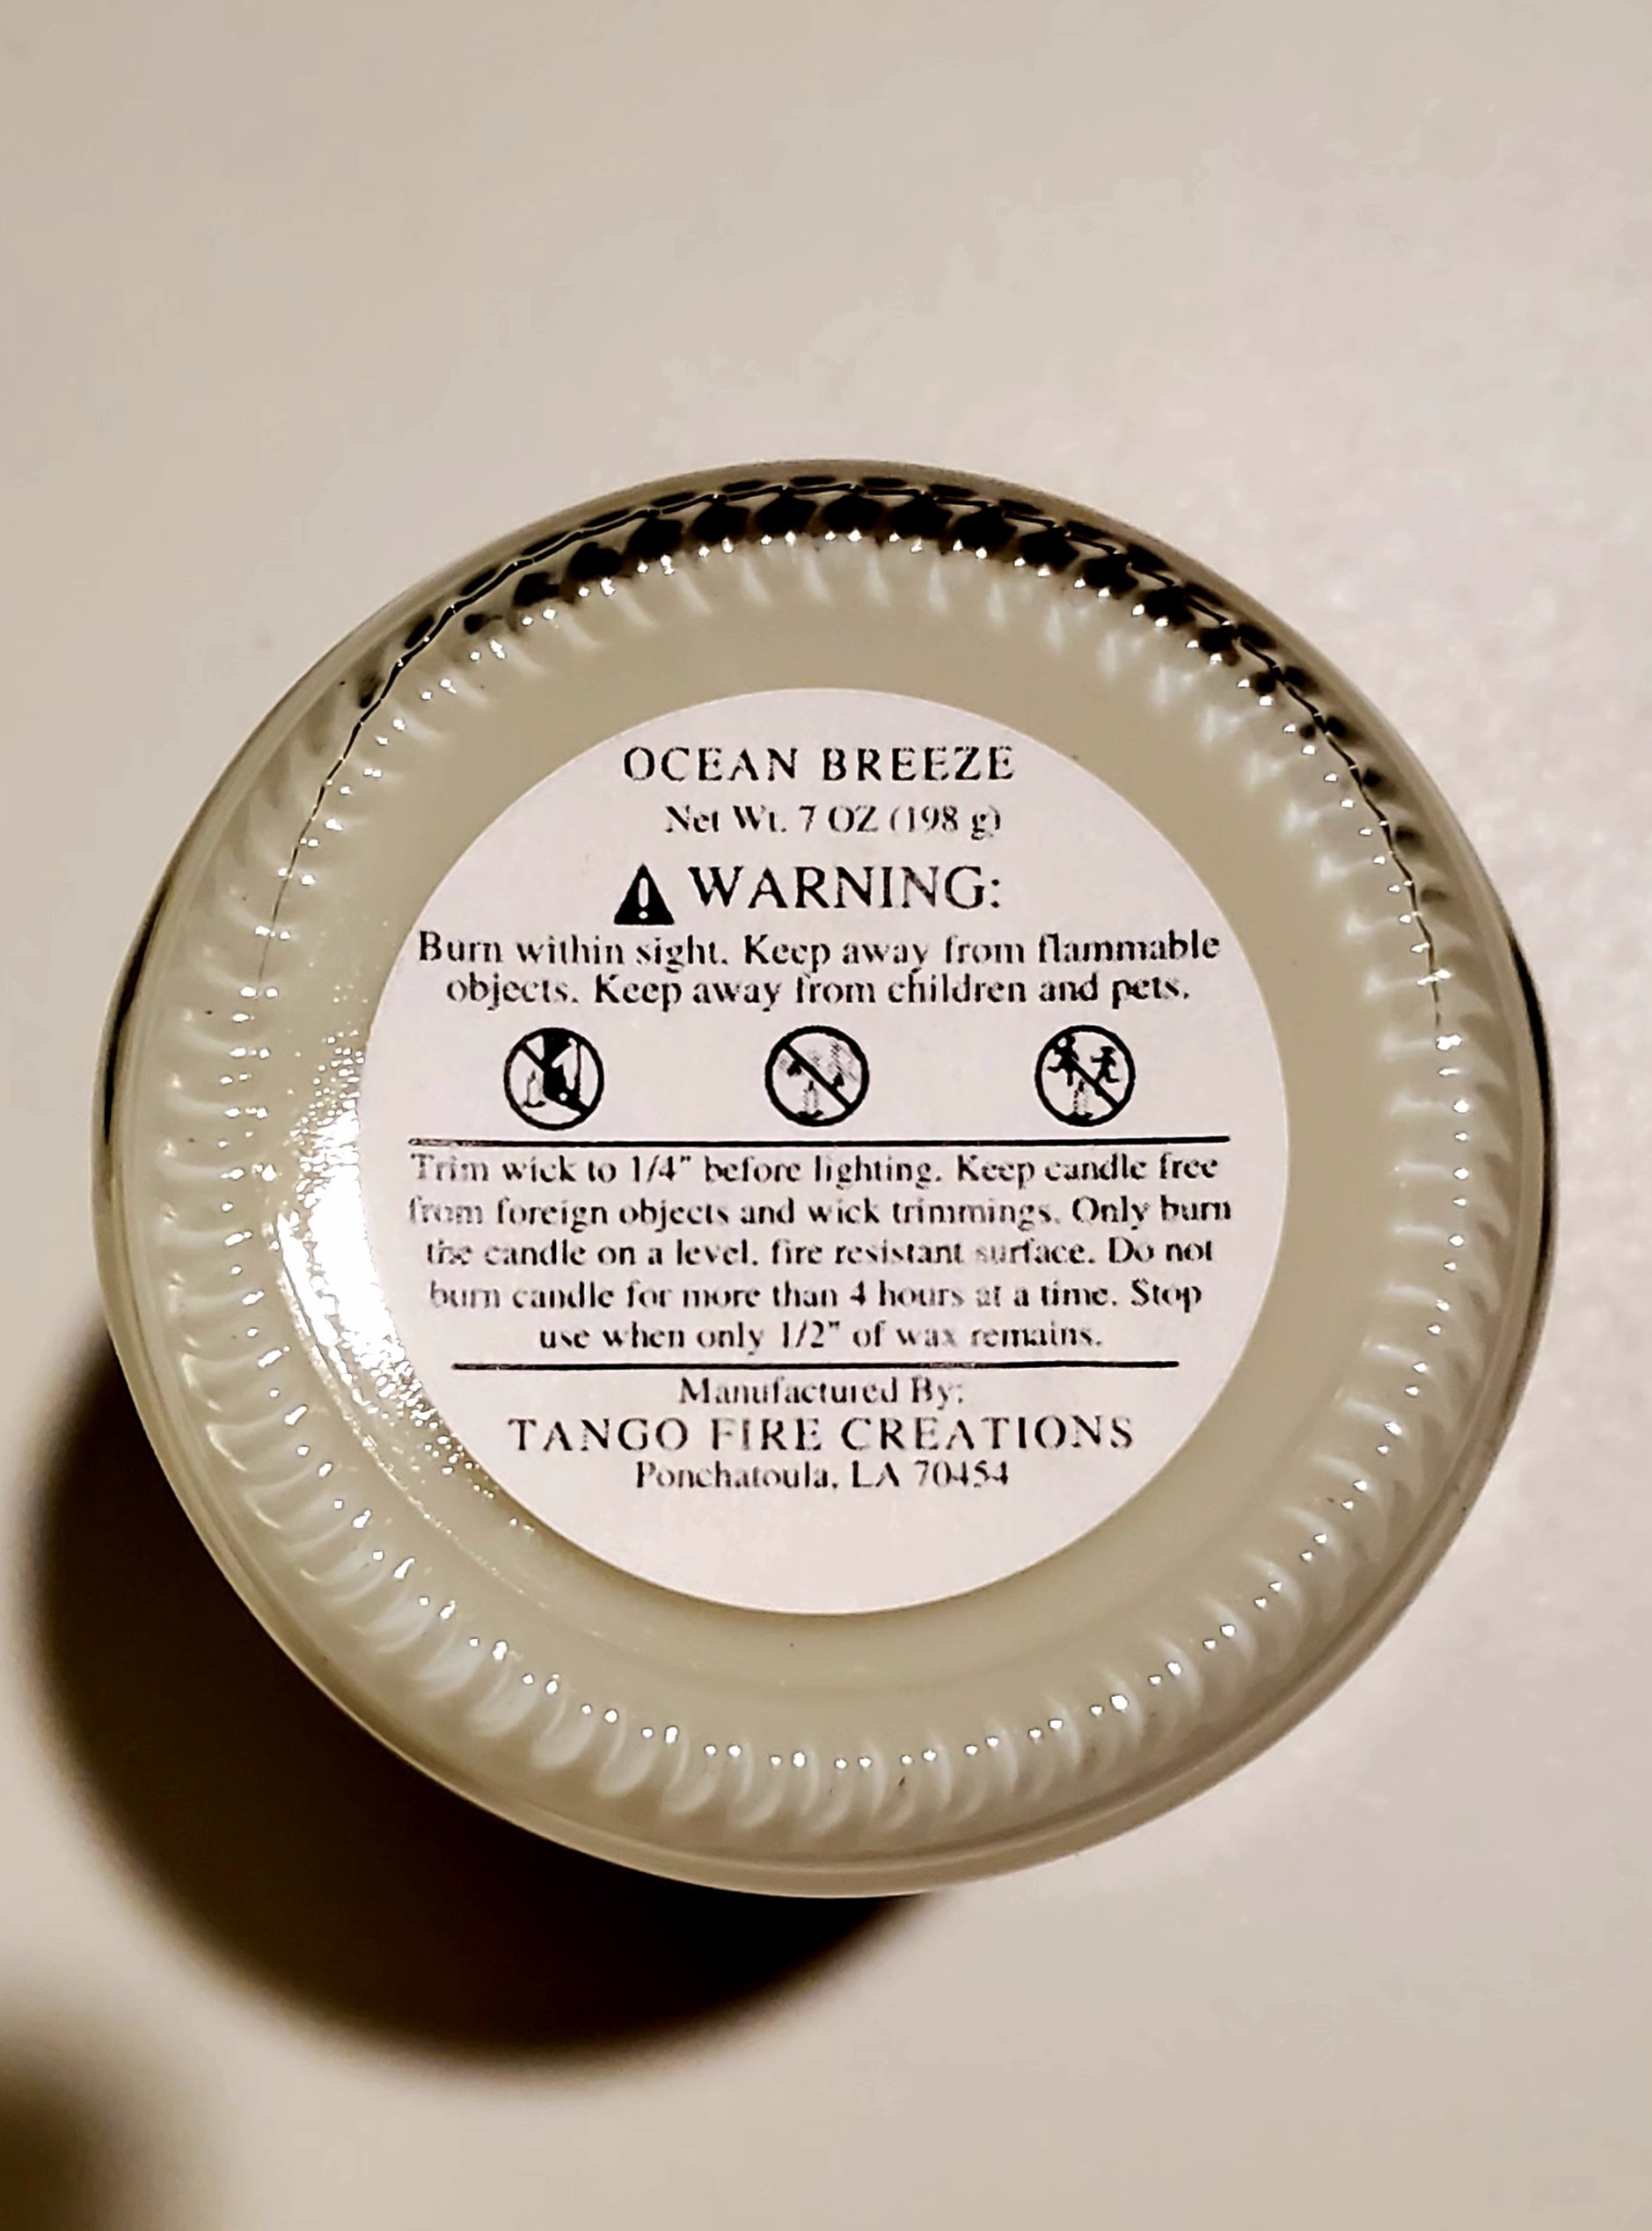 OCEAN BREEZE
Net Wt. 7 OZ (198 g)
WARNING:
Burn within sight. Keep away from flammable
objects. Keep away from children and pets.
Trim wick to 1/4" before lighting. Keep candle free
from foreign objects and wick trimmings. Only burn
the candle on a level, fire resistant surface. Do not
burn candle for more than 4 hours at a time. Stop
use when only 1/2" of wax remains.
Manufactured By:
TANGO FIRE CREATIONS
Ponchatoula, LA 70454